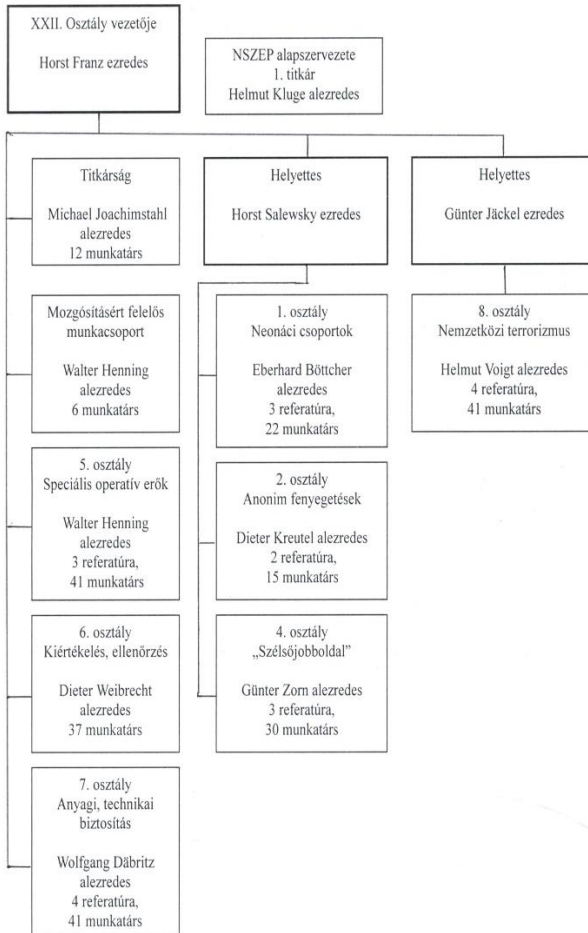 XXII. Osztály vezetője
Horst Franz ezredes
NSZEP alapszervezete
1. titkár
Helmut Kluge alezredes
Titkárság
Michael Joachimstahl
alezredes
12 munkatárs
Helyettes
Horst Salewsky ezredes
Helyettes
Günter Jäckel ezredes
Mozgósításért felelős
munkacsoport
Walter Henning
alezredes
6 munkatárs
1. osztály
Neonáci csoportok
Eberhard Böttcher
alezredes
3 referatúra,
22 munkatárs
8. osztály
Nemzetközi terrorizmus
Helmut Voigt alezredes
4 referatúra,
41 munkatárs
5. osztály
Speciális operatív erők
Walter Henning
alezredes
3 referatúra,
41 munkatárs
2. osztály
Anonim fenyegetések
Dieter Kreutel alezredes
2 referatúra,
15 munkatárs
6. osztály
Kiértékelés, ellenőrzés
Dieter Weibrecht
alezredes
37 munkatárs
4. osztály
„Szélsőjobboldal”
Günter Zorn alezredes
3 referatúra,
30 munkatárs
7. osztály
Anyagi, technikai
biztosítás
Wolfgang Däbritz
alezredes
4 referatúra,
41 munkatárs